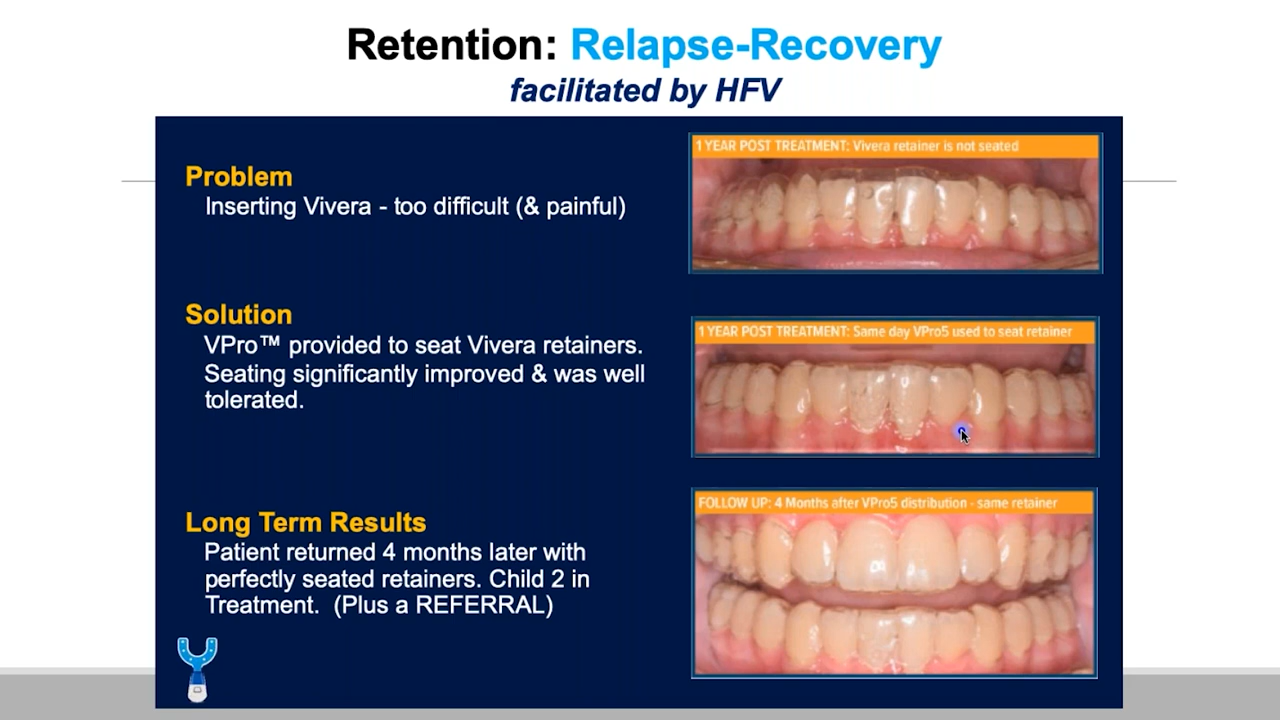 Retention: Relapse-Recovery
facilitated by HFV
Problem
Inserting Vivera - too difficult (& painful)
1 YEAR POST TREATMENT: Vivera retainer is not seated
Solution
VPro™ provided to seat Vivera retainers.
Seating significantly improved & was well
tolerated.
1 YEAR POST TREATMENT: Same day VPro5 used to seat retainer
Long Term Results
Patient returned 4 months later with
perfectly seated retainers. Child 2 in
Treatment. (Plus a REFERRAL)
FOLLOW UP: 4 Months after VPro5 distribution - same retainer